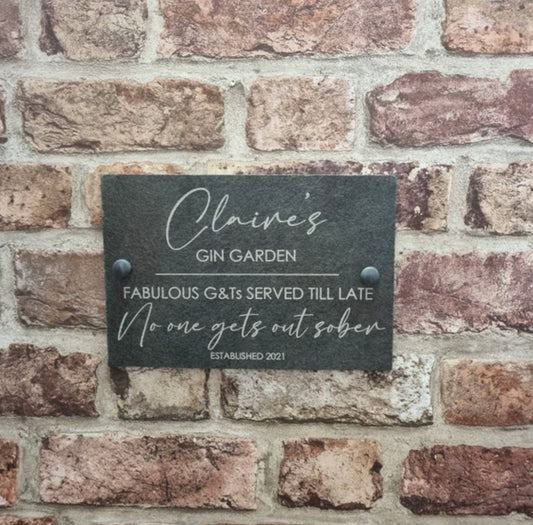 Claire's
GIN GARDEN
FABULOUS G&Ts SERVED TILL LATE
No one gets out sober
ESTABLISHED 2021